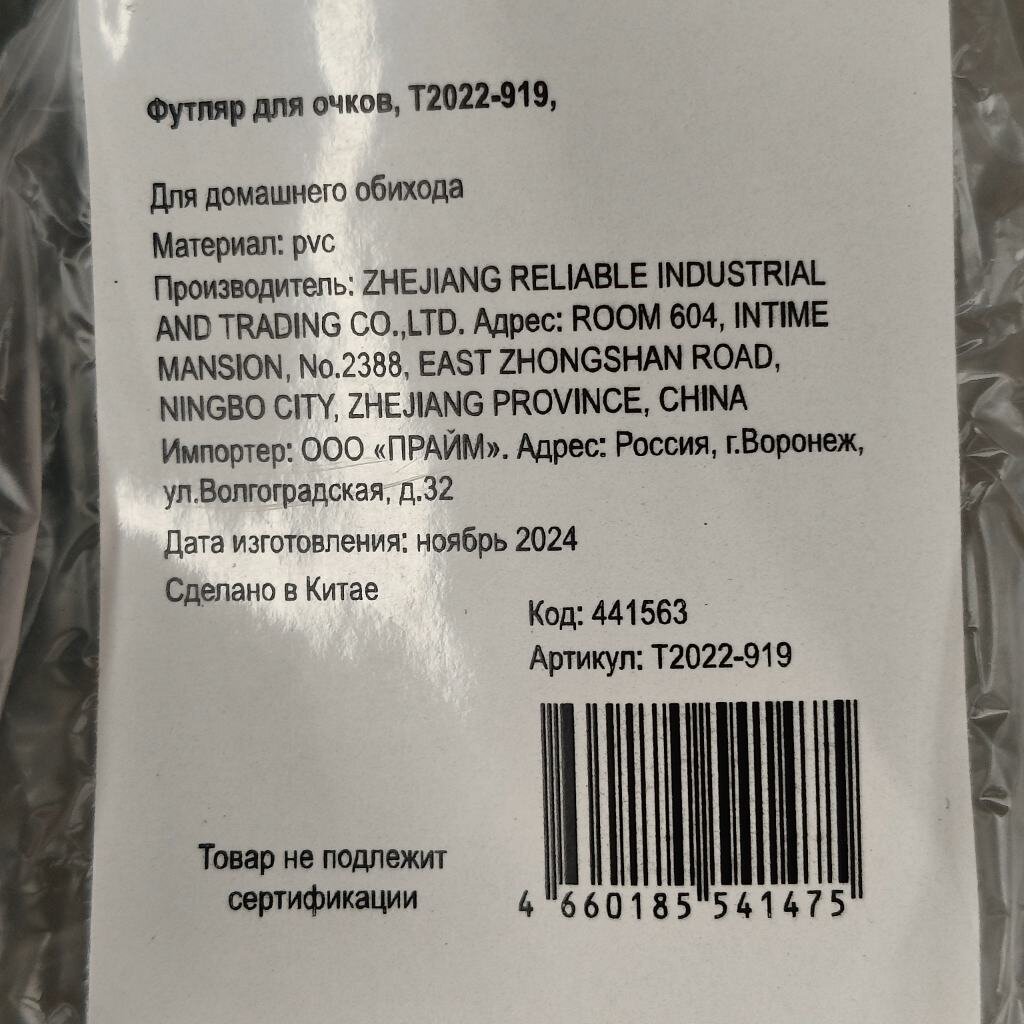 Футляр для очков, Т2022-919,
Для домашнего обихода
Материал: pvc
Производитель: ZHEJIANG RELIABLE INDUSTRIAL
AND TRADING CO.,LTD. Адрес: ROOM 604, INTIME
MANSION, No.2388, EAST ZHONGSHAN ROAD,
NINGBO CITY, ZHEJIANG PROVINCE, CHINA
Импортер: ООО «ПРАЙМ». Адрес: Россия, г.Воронеж,
ул.Волгоградская, д.32
Дата изготовления: ноябрь 2024
Сделано в Китае
Код: 441563
Артикул: Т2022-919
Товар не подлежит
сертификации
4 660185 541475